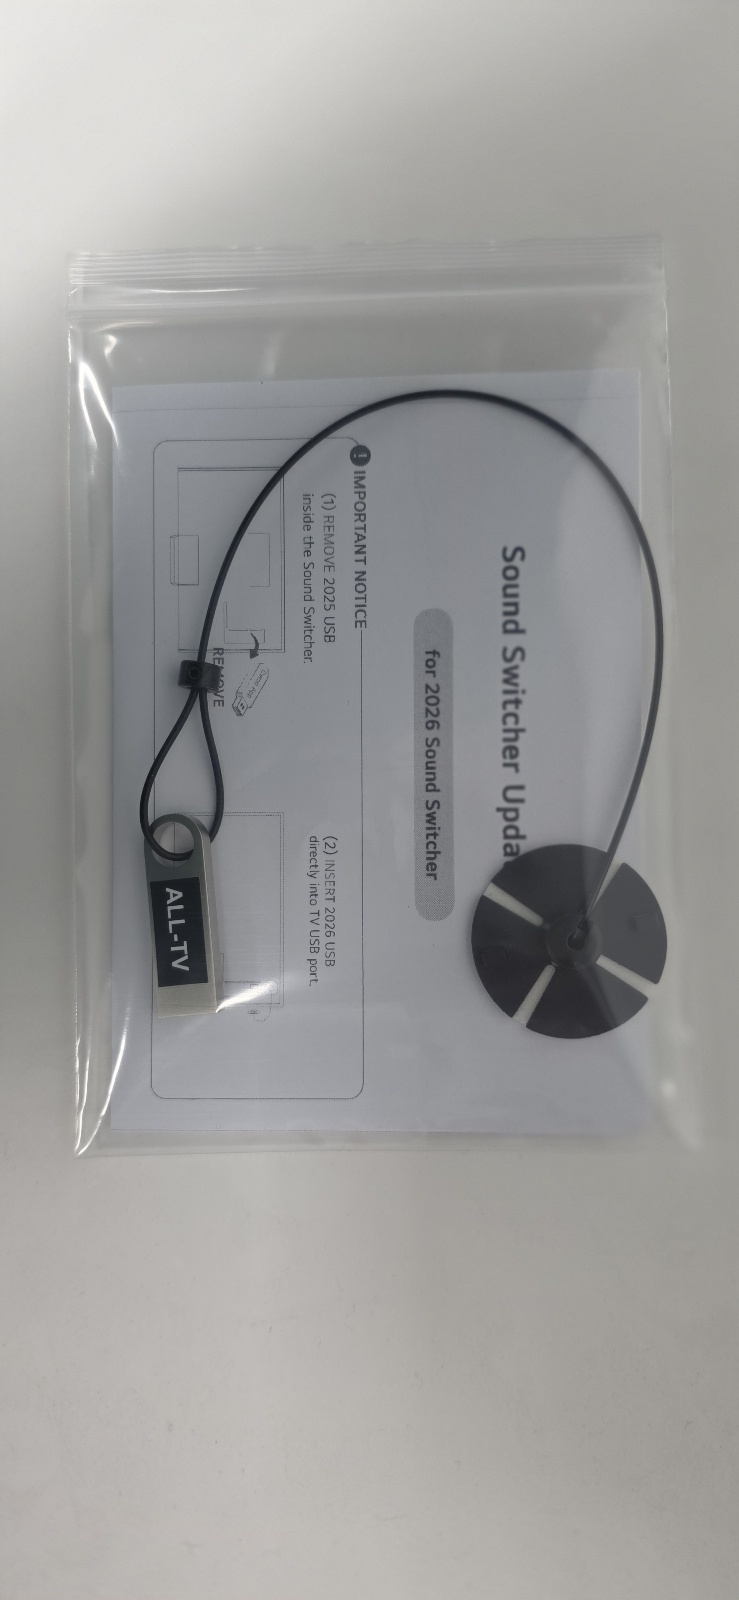 Sound Switcher Upda
for 2026 Sound Switcher
! IMPORTANT NOTICE
(1) REMOVE 2025 USB
inside the Sound Switcher.
REMOVE
(2) INSERT 2026 USB
directly into TV USB port.
ALL-TV